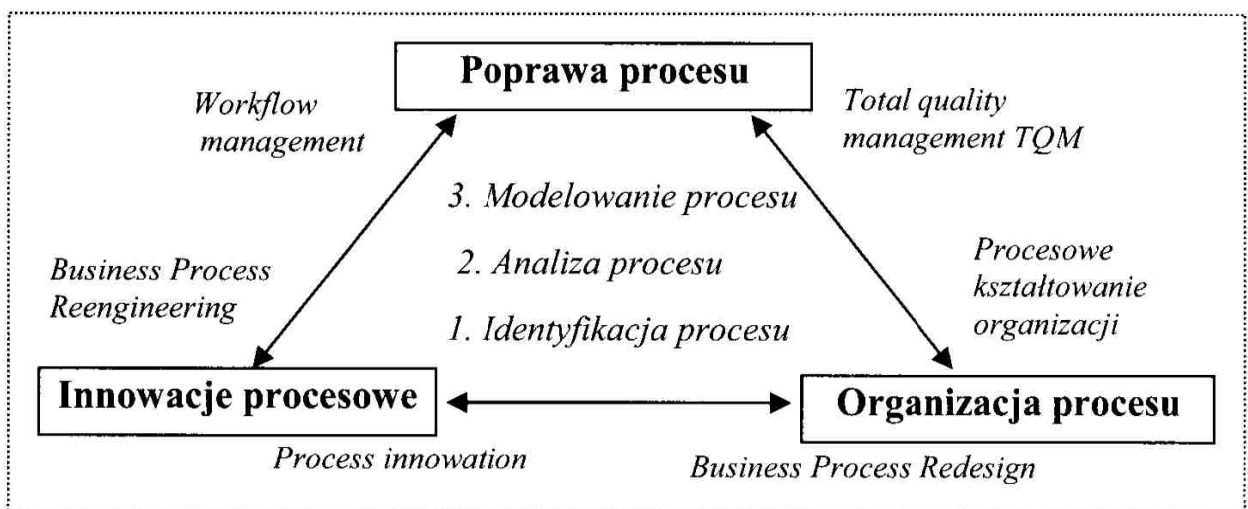 Poprawa procesu
Workflow
management
Total quality
management TQM
3. Modelowanie procesu
2. Analiza procesu
1. Identyfikacja procesu
Business Process
Reengineering
Procesowe
kształtowanie
organizacji
Innowacje procesowe
Organizacja procesu
Process innowation
Business Process Redesign